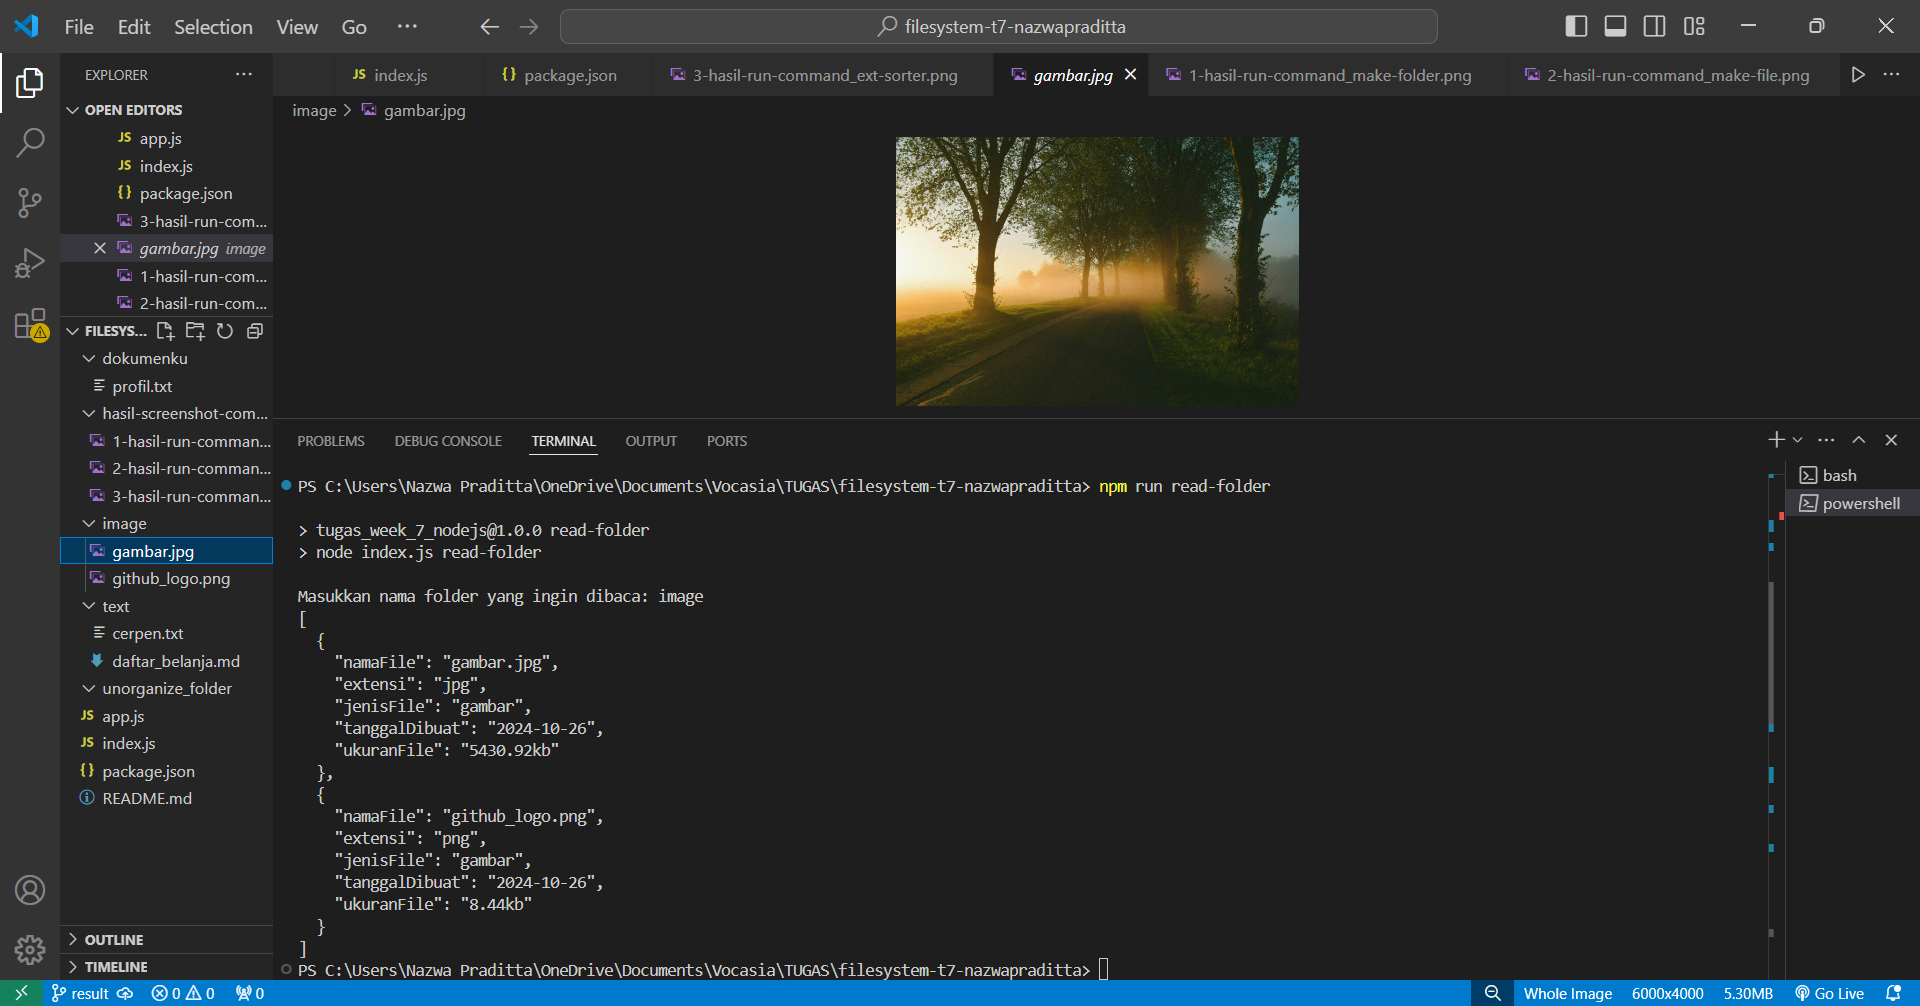 File Edit Selection View Go ···
filesystem-t7-nazwapraditta
EXPLORER ···
OPEN EDITORS
JS app.js
JS index.js
{} package.json
3-hasil-run-com...
gambar.jpg image
1-hasil-run-com...
2-hasil-run-com...
FILESYS...
dokumenku
profil.txt
hasil-screenshot-com...
1-hasil-run-comman...
2-hasil-run-comman...
3-hasil-run-comman...
image
gambar.jpg
github_logo.png
text
cerpen.txt
daftar_belanja.md
unorganize_folder
JS app.js
JS index.js
{} package.json
README.md
OUTLINE
TIMELINE
JS index.js
{} package.json
3-hasil-run-command_ext-sorter.png
gambar.jpg
1-hasil-run-command_make-folder.png
2-hasil-run-command_make-file.png
image > gambar.jpg
PROBLEMS DEBUG CONSOLE TERMINAL OUTPUT PORTS
PS C:\Users\Nazwa Praditta\OneDrive\Documents\Vocasia\TUGAS\filesystem-t7-nazwapraditta> npm run read-folder
> tugas_week_7_nodejs@1.0.0 read-folder
> node index.js read-folder
Masukkan nama folder yang ingin dibaca: image
[
{
"namaFile": "gambar.jpg",
"extensi": "jpg",
"jenisFile": "gambar",
"tanggalDibuat": "2024-10-26",
"ukuranFile": "5430.92kb"
},
{
"namaFile": "github_logo.png",
"extensi": "png",
"jenisFile": "gambar",
"tanggalDibuat": "2024-10-26",
"ukuranFile": "8.44kb"
}
]
PS C:\Users\Nazwa Praditta\OneDrive\Documents\Vocasia\TUGAS\filesystem-t7-nazwapraditta>
bash
powershell
result 0 0 0
Whole Image 6000x4000 5.30MB Go Live